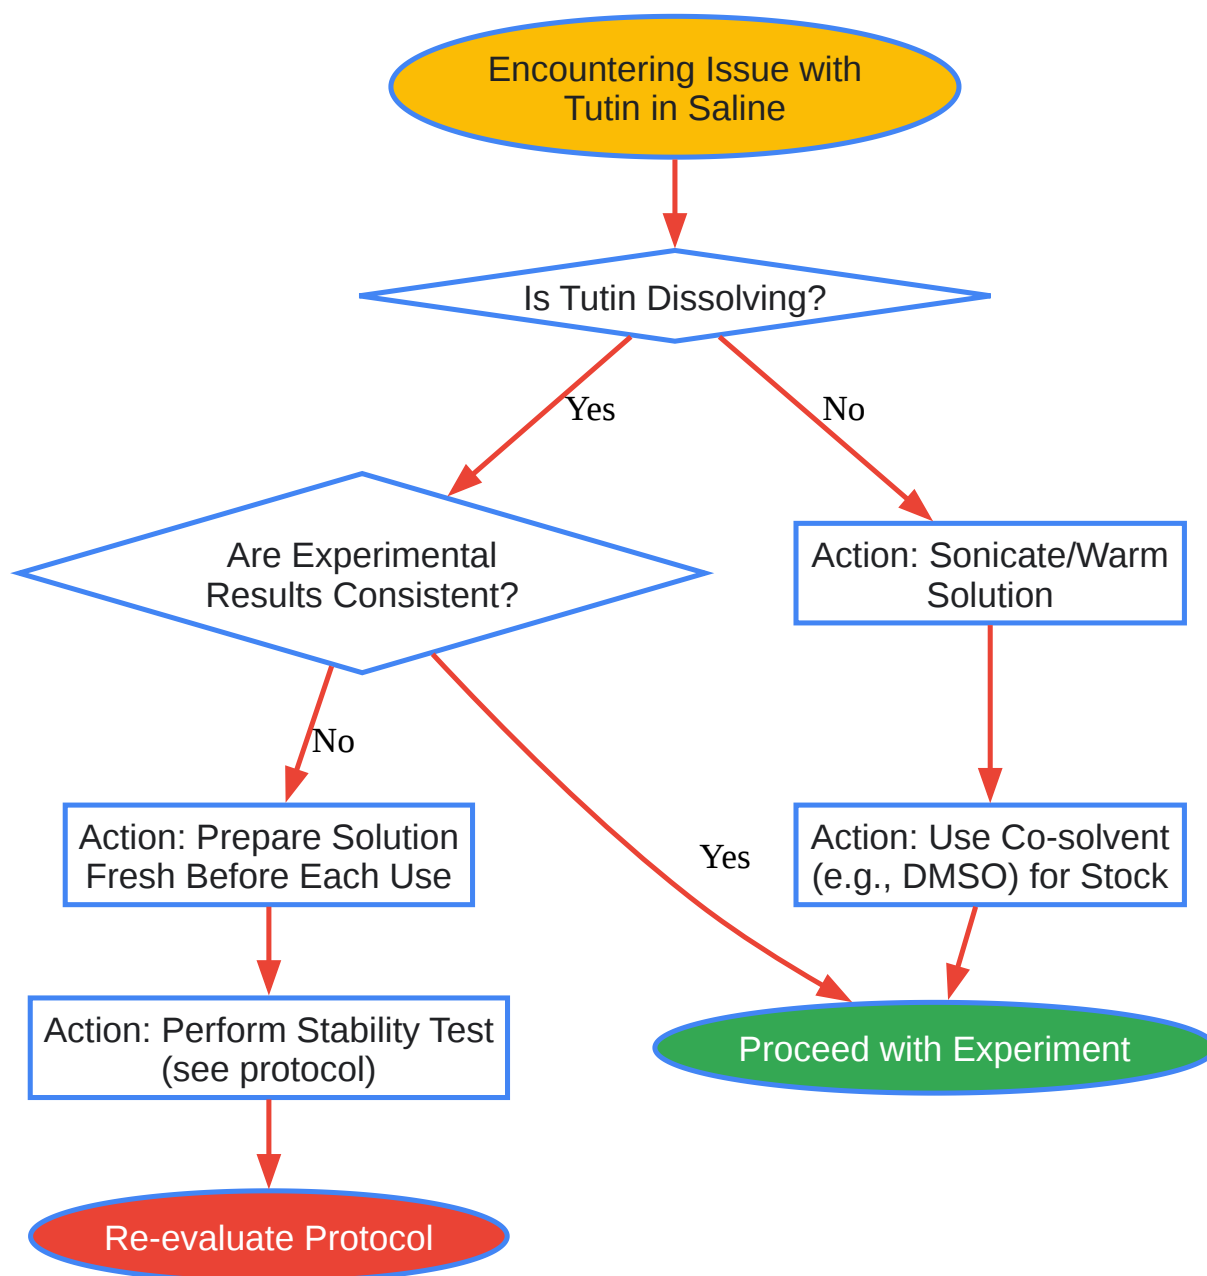 Encountering Issue with
Tutin in Saline
Is Tutin Dissolving?
Yes
No
Are Experimental
Results Consistent?
Action: Sonicate/Warm
Solution
No
Yes
Action: Prepare Solution
Fresh Before Each Use
Action: Use Co-solvent
(e.g., DMSO) for Stock
Action: Perform Stability Test
(see protocol)
Proceed with Experiment
Re-evaluate Protocol